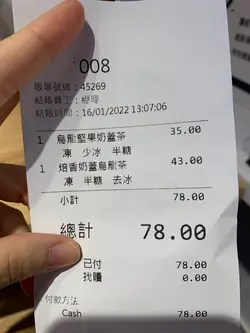 008
賬單號碼：45269
結賬員工：經理
結賬時間：16/01/2022 13:07:06
1 烏龍堅果奶蓋茶 35.00
凍 少冰 半糖
1 焙香奶蓋烏龍茶 43.00
凍 半糖 去冰
小計 78.00
總計 78.00
已付 78.00
找贖 0.00
付款方法
Cash 78.00